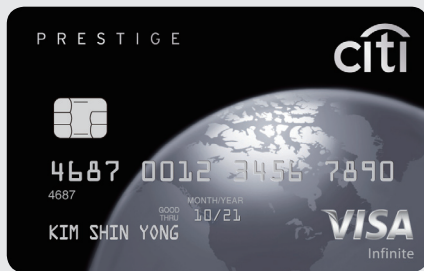 PRESTIGE
citi
4687 0012 3456 7890
4687
MONTH/YEAR
GOOD THRU 10/21
KIM SHIN YONG
VISA
Infinite